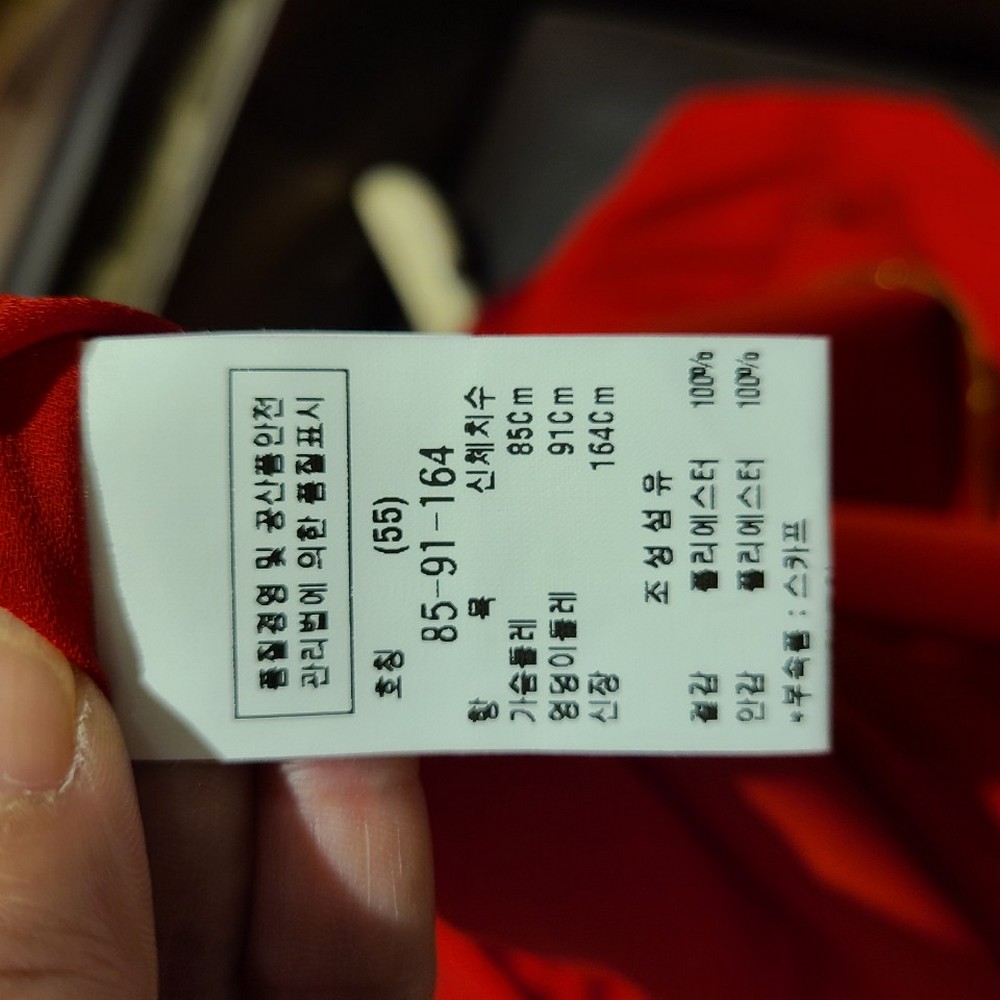 품질경영 및 공산품안전
관리법에 의한 품질표시
호칭 (55)
85-91-164
항 목 신체치수
가슴둘레 85Cm
엉덩이둘레 91Cm
신장 164Cm
조성섬유
겉감 폴리에스터 100%
안감 폴리에스터 100%
*부속품 : 스카프